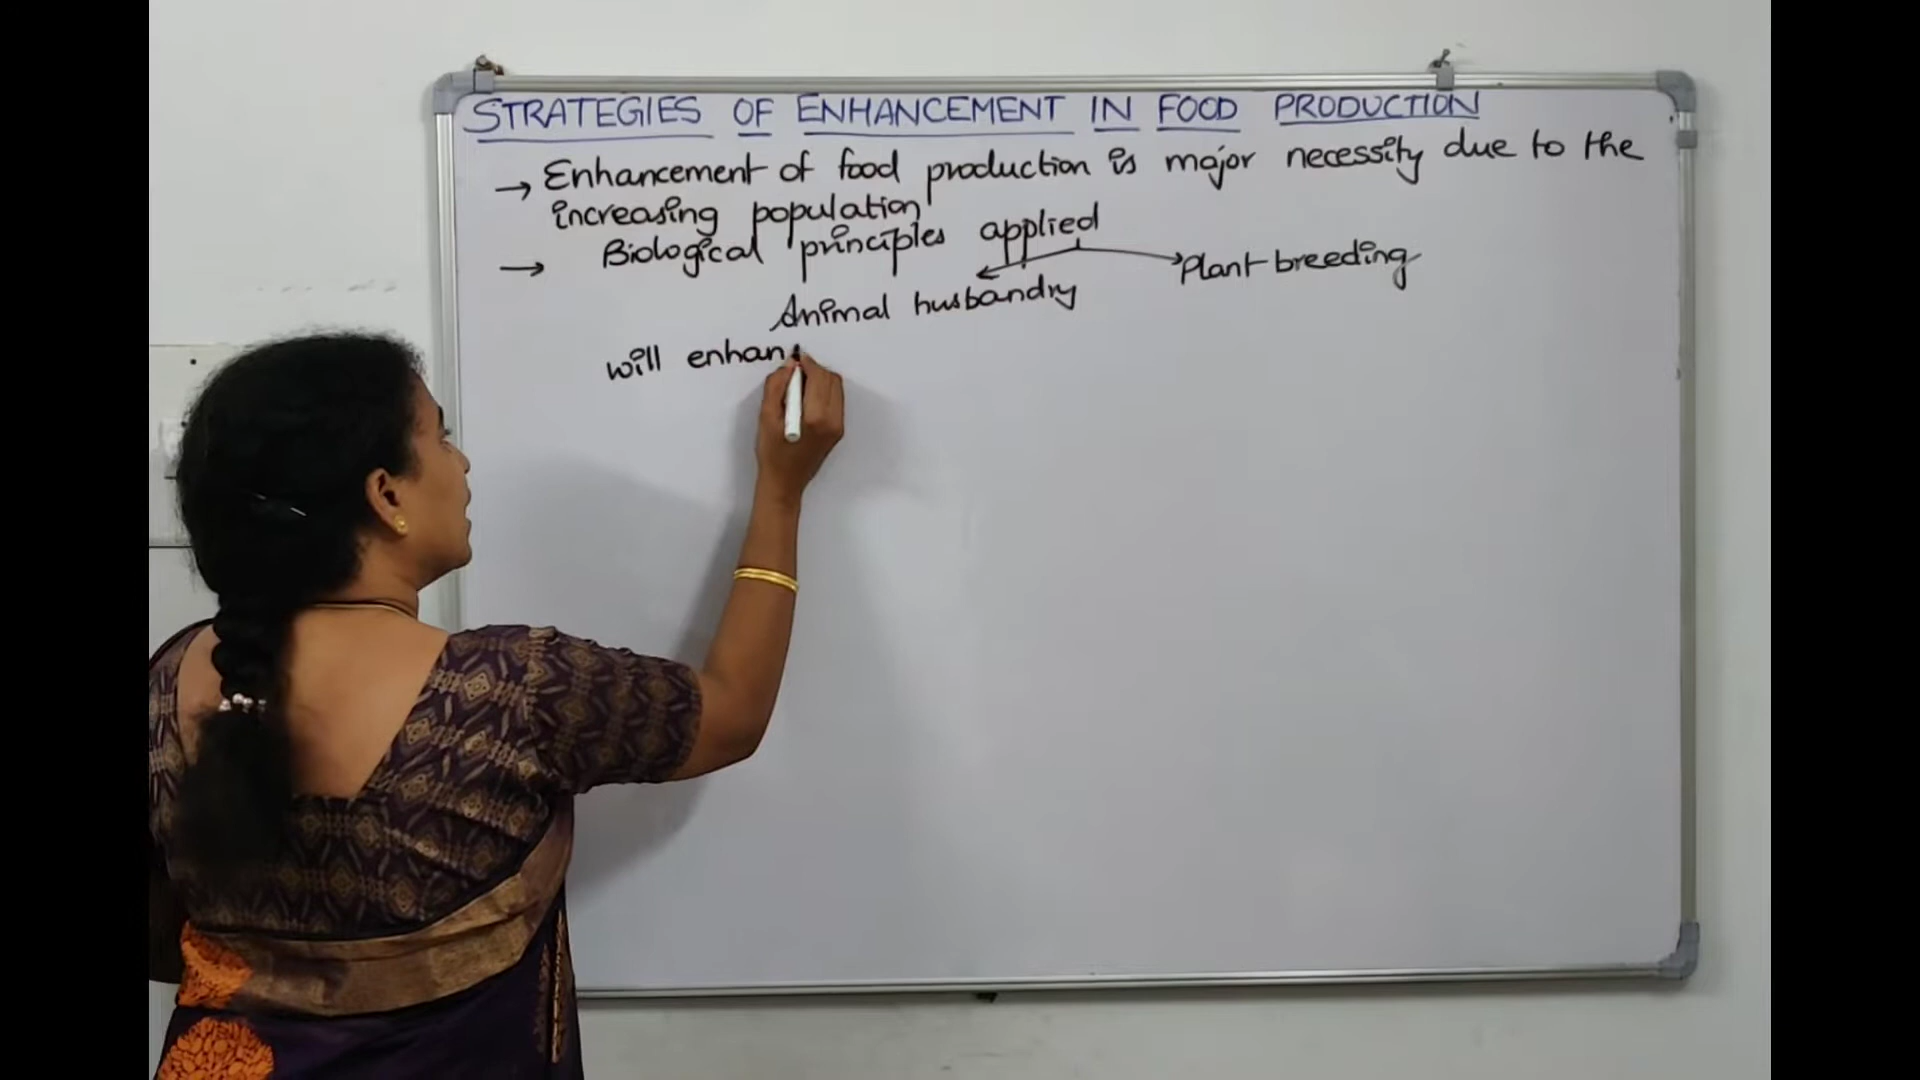 STRATEGIES OF ENHANCEMENT IN FOOD PRODUCTION
→ Enhancement of food production is major necessity due to the
increasing population
→ Biological principles applied
Plant breeding
Animal husbandry
will enhan